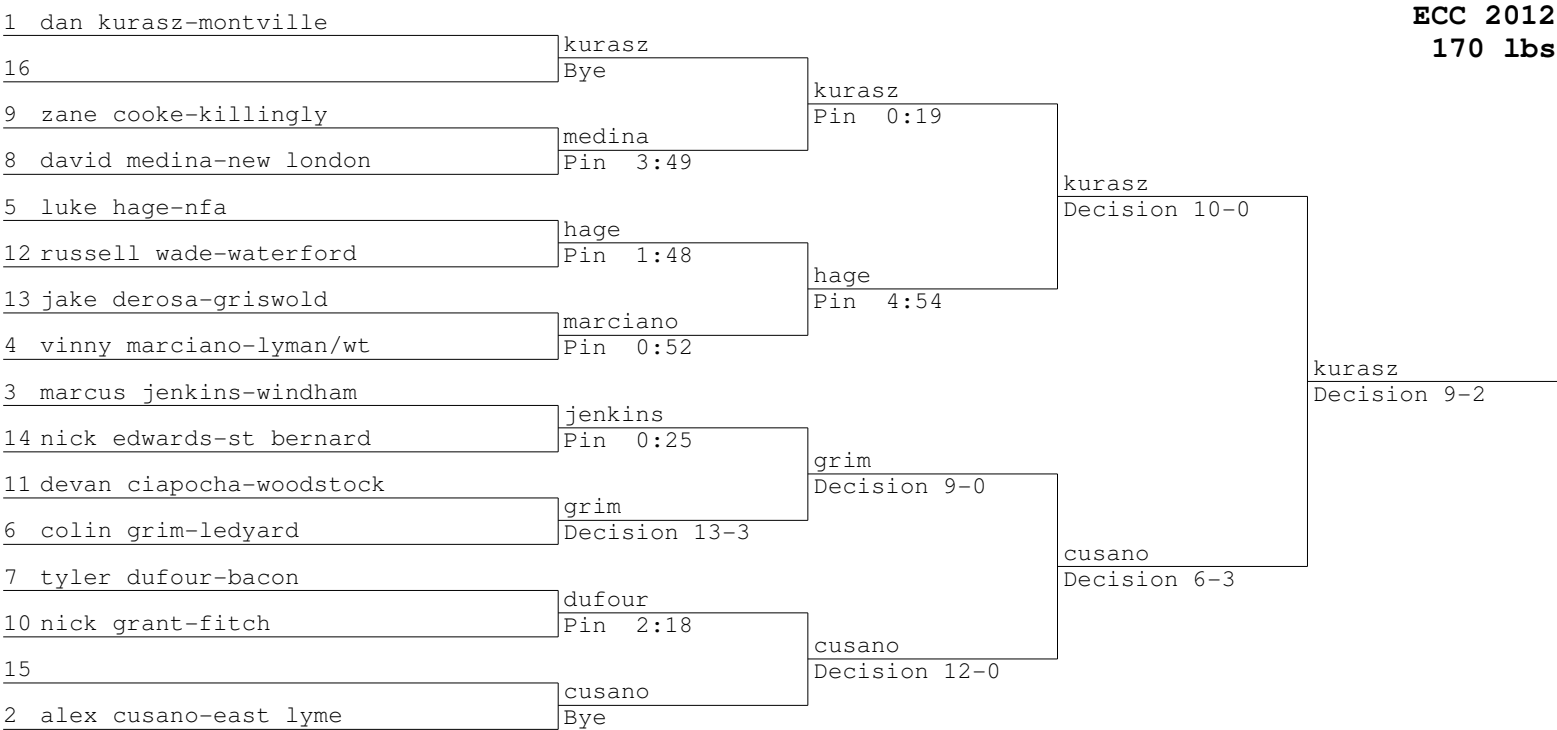 ECC 2012
170 lbs
1 dan kurasz-montville
16
9 zane cooke-killingly
8 david medina-new london
5 luke hage-nfa
12 russell wade-waterford
13 jake derosa-griswold
4 vinny marciano-lyman/wt
3 marcus jenkins-windham
14 nick edwards-st bernard
11 devan ciapocha-woodstock
6 colin grim-ledyard
7 tyler dufour-bacon
10 nick grant-fitch
15
2 alex cusano-east lyme
kurasz
Bye
medina
Pin 3:49
hage
Pin 1:48
marciano
Pin 0:52
jenkins
Pin 0:25
grim
Decision 13-3
dufour
Pin 2:18
cusano
Bye
kurasz
Pin 0:19
hage
Pin 4:54
grim
Decision 9-0
cusano
Decision 12-0
kurasz
Decision 10-0
cusano
Decision 6-3
kurasz
Decision 9-2